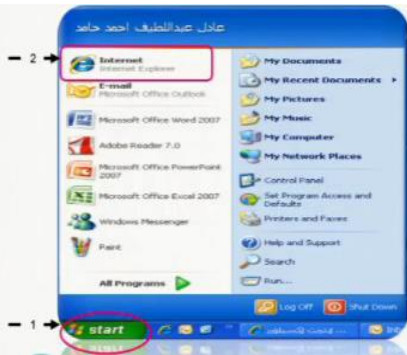 عادل عبداللطيف احمد حامد
2
Internet
Internet Explorer
E-mail
Microsoft Office Outlook
Microsoft Office Word 2007
Adobe Reader 7.0
Microsoft Office PowerPoint
2007
Microsoft Office Excel 2007
Windows Messenger
Paint
All Programs
My Documents
My Recent Documents
My Pictures
My Music
My Computer
My Network Places
Control Panel
Set Program Access and
Defaults
Printers and Faxes
Help and Support
Search
Run...
Log Off
Shut Down
1
start